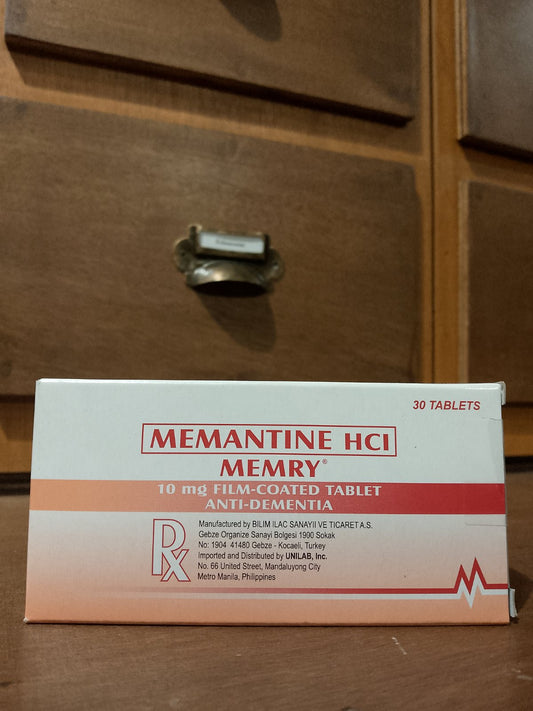 30 TABLETS
MEMANTINE HCl
MEMRY®
10 mg FILM-COATED TABLET
ANTI-DEMENTIA
Rx
Manufactured by BILIM ILAC SANAYII VE TICARET A.S.
Gebze Organize Sanayi Bolgesi 1900 Sokak
No: 1904 41480 Gebze - Kocaeli, Turkey
Imported and Distributed by UNILAB, Inc.
No. 66 United Street, Mandaluyong City
Metro Manila, Philippines